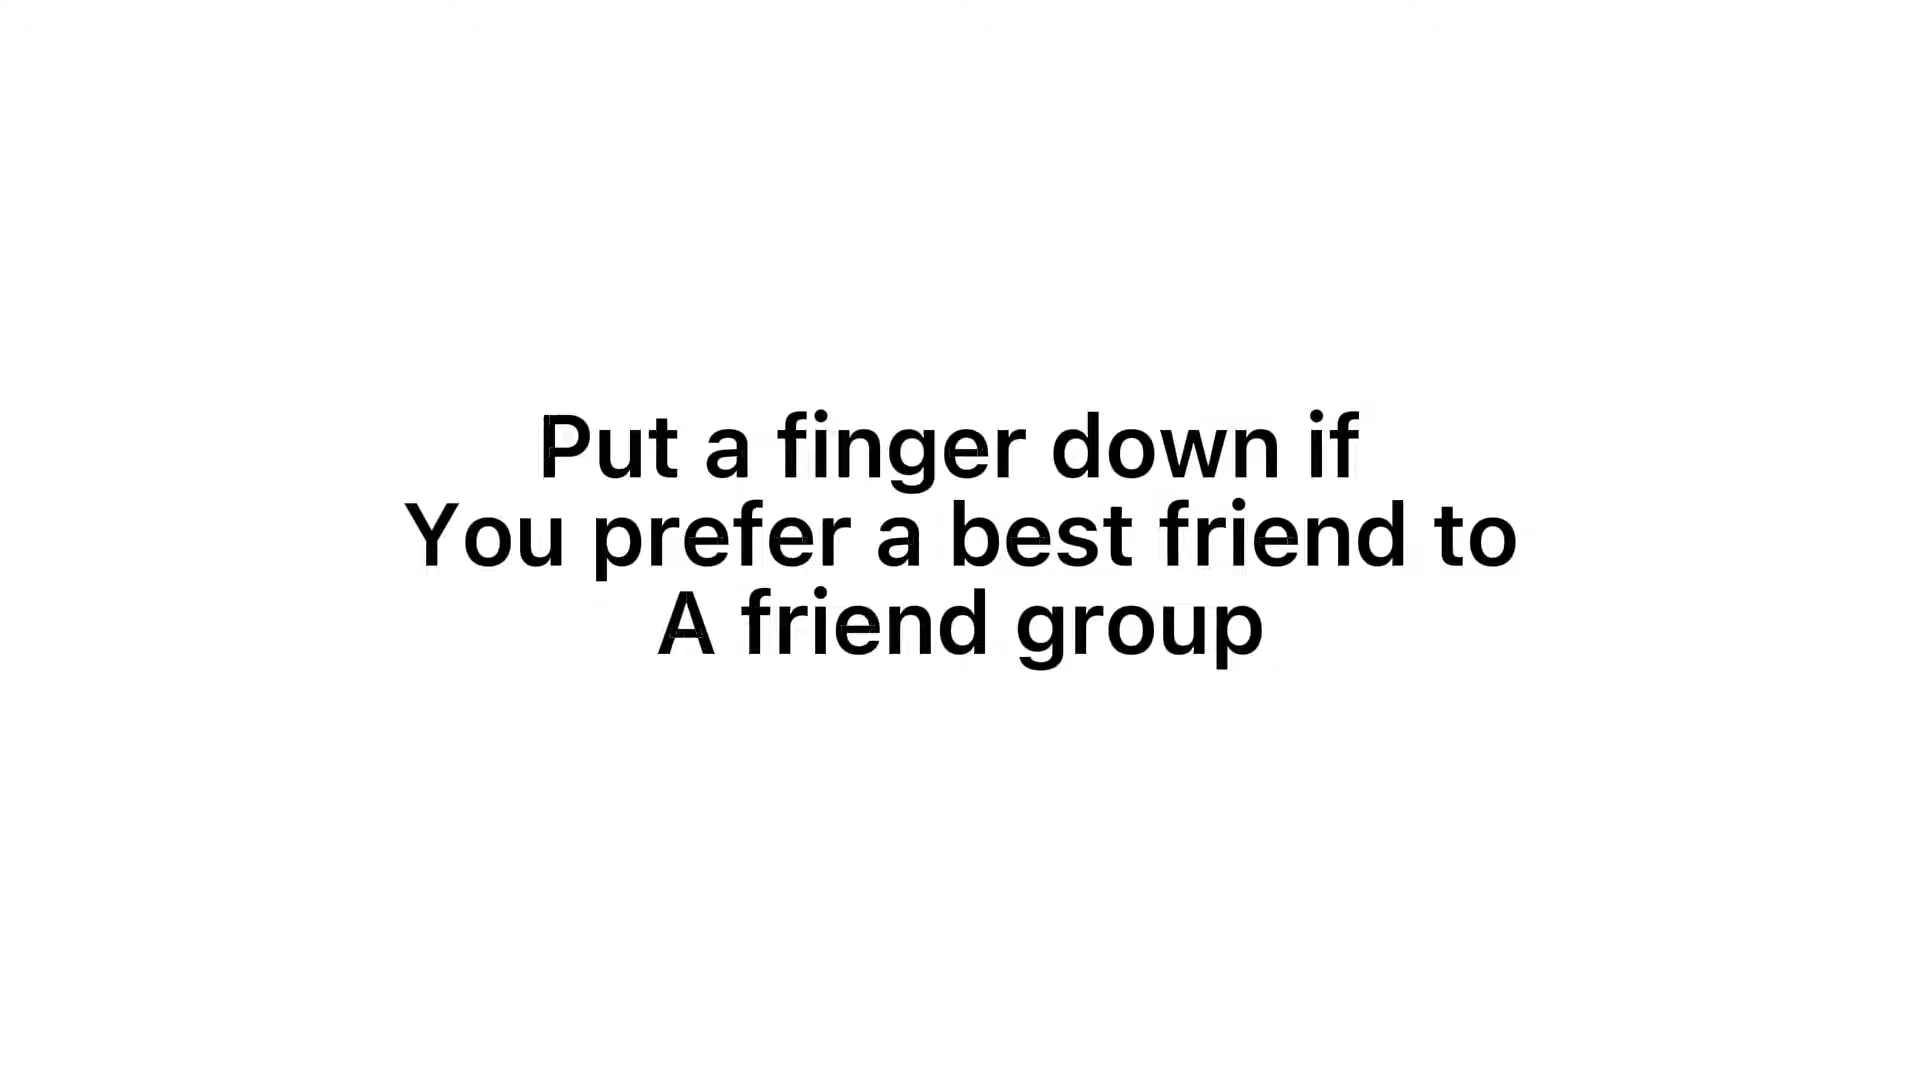 Put a finger down if
You prefer a best friend to
A friend group